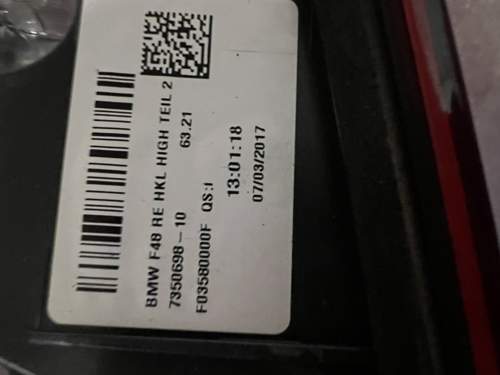 BMW F48 RE HKL HIGH TEIL 2
7350698-10 63.21
F03580000F QS:I
13:01:18
07/03/2017